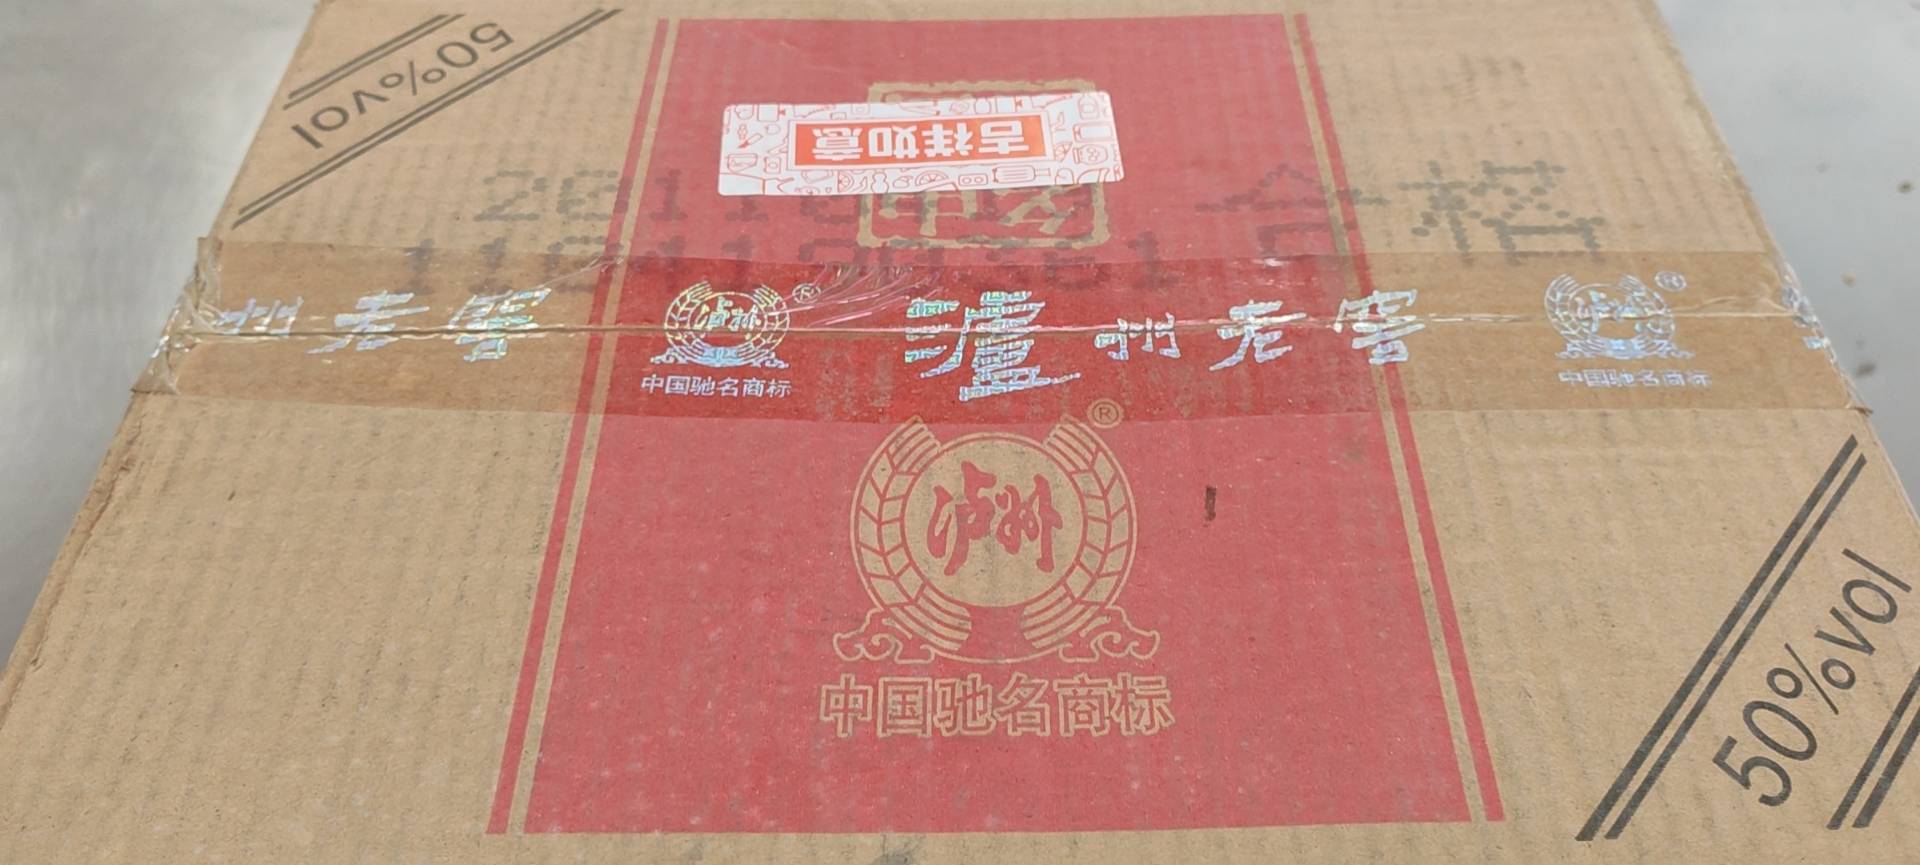 50%vol
吉祥如意
合格
州老窖
泸州
®
中国驰名商标
泸州老窖
泸州
®
中国驰名商标
®
泸州
中国驰名商标
50%vol